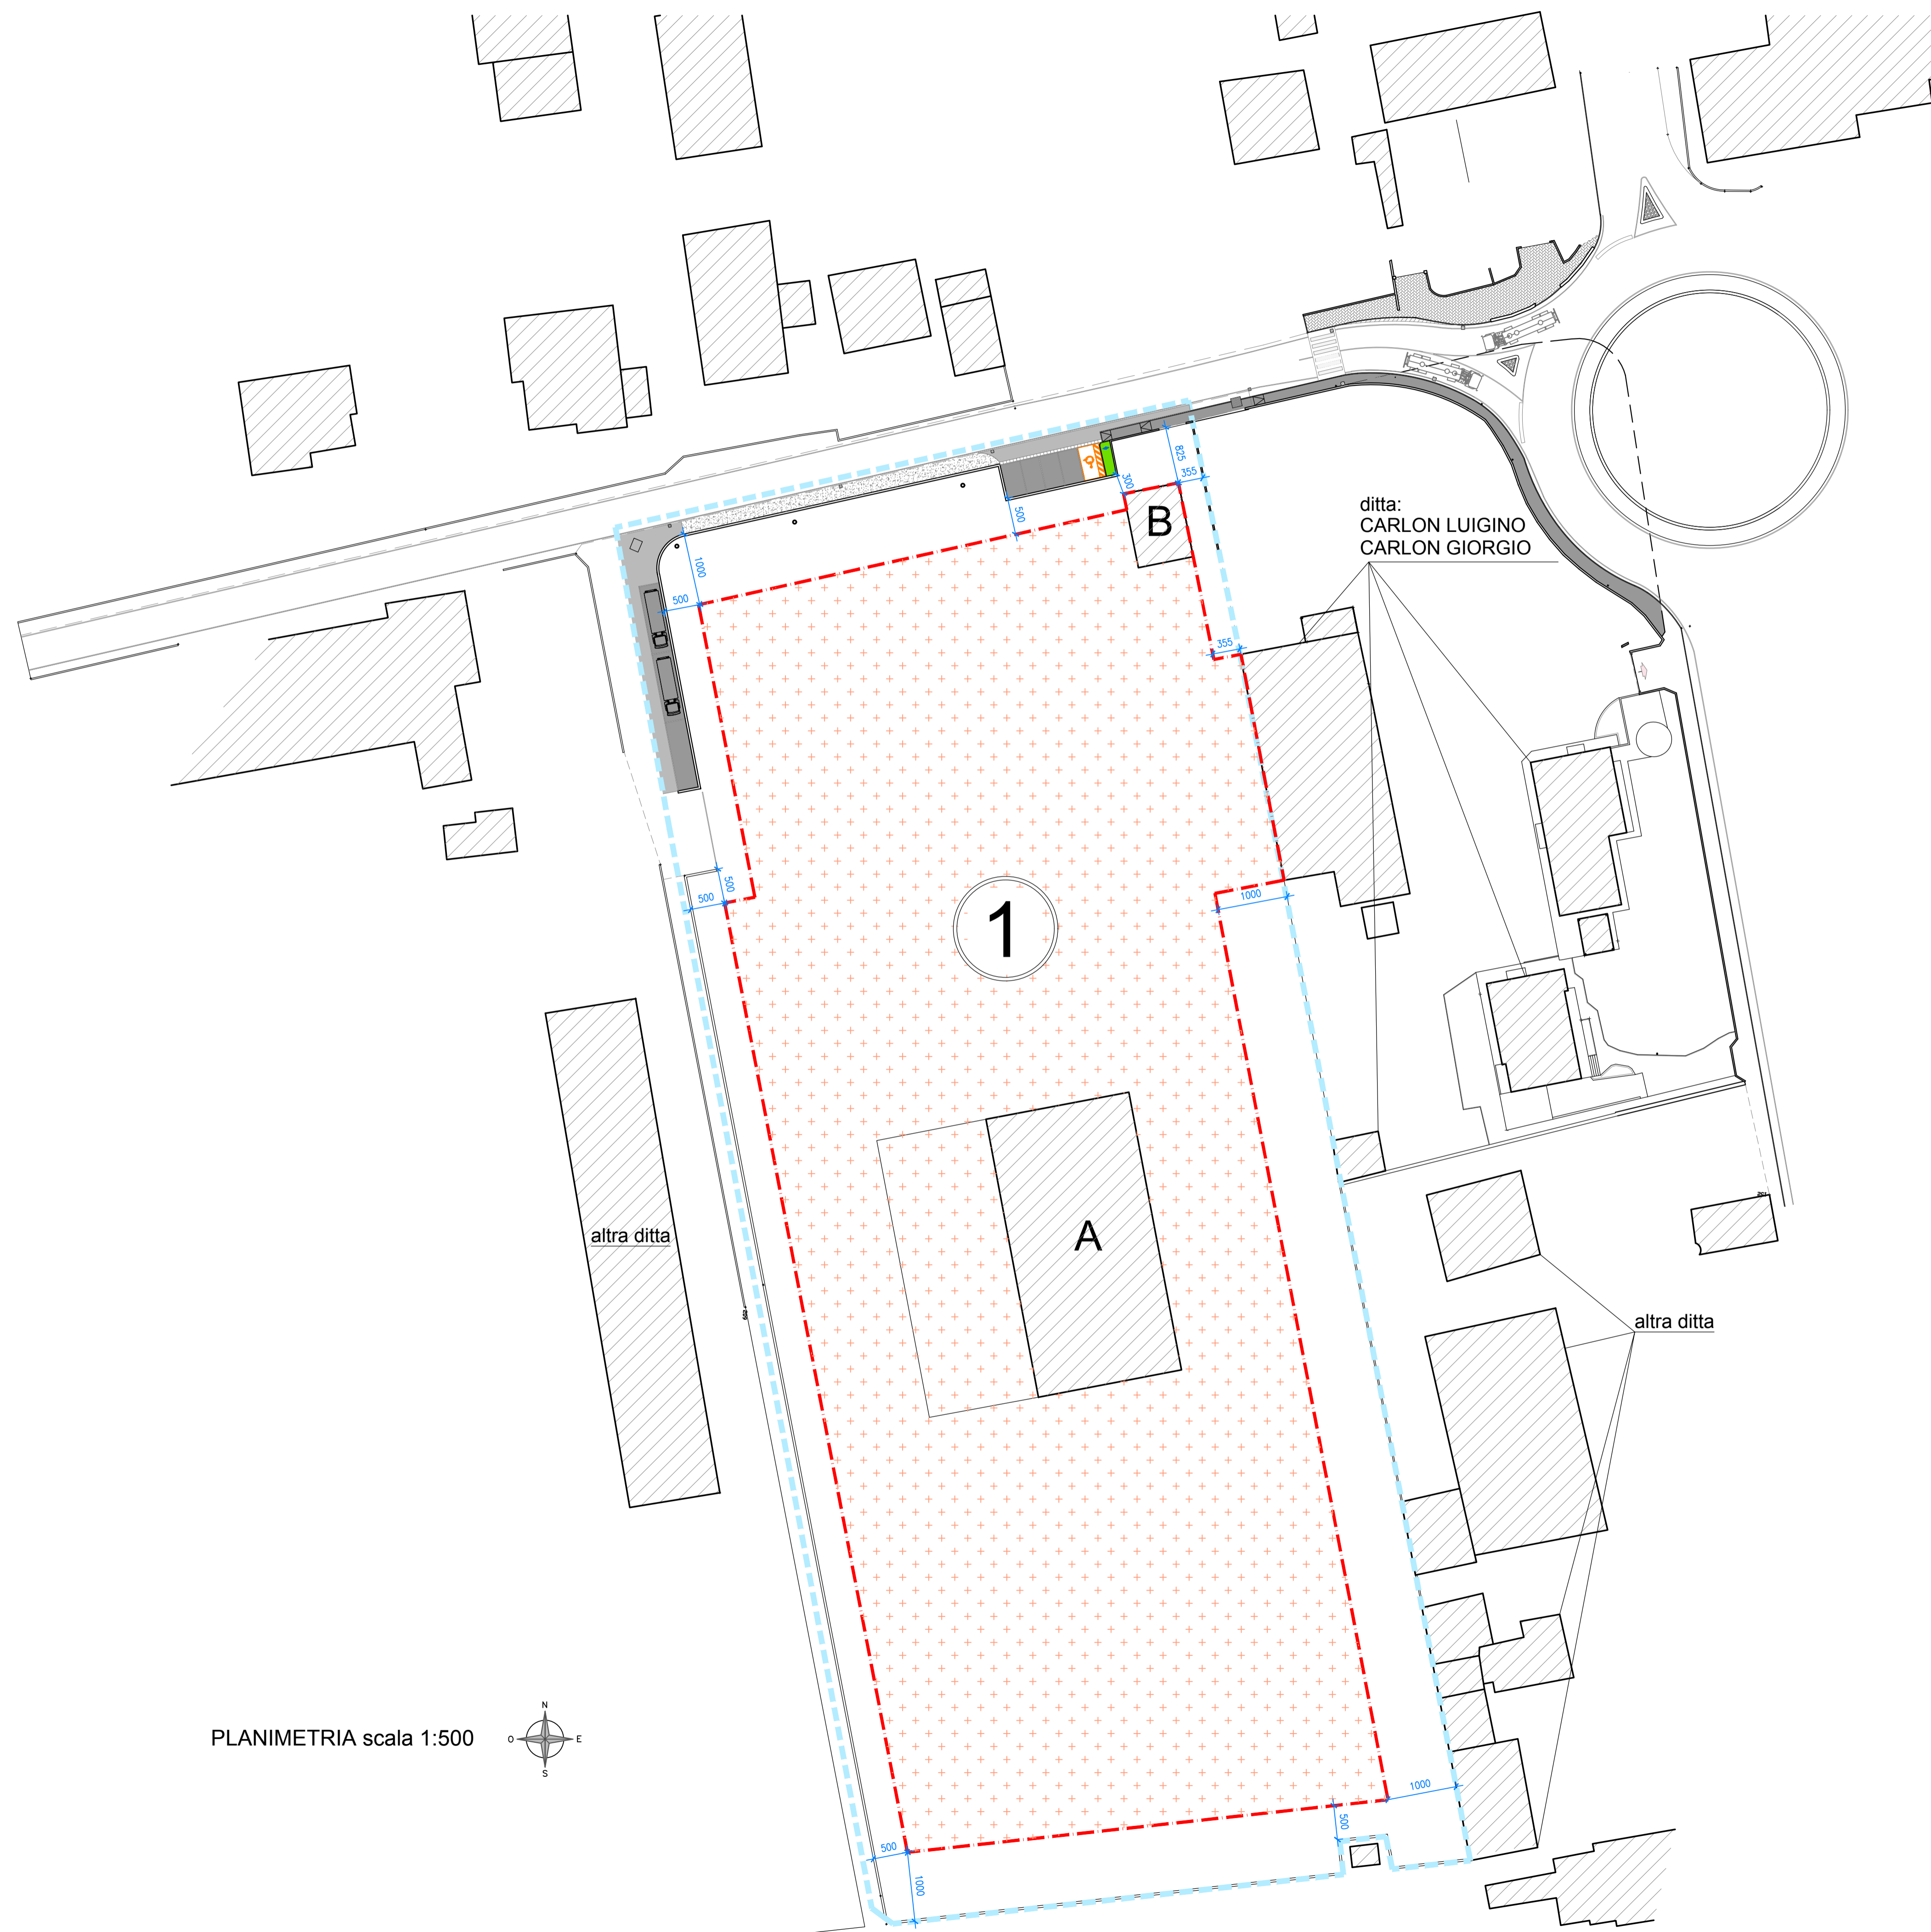 825
355
300
B
ditta:
CARLON LUIGINO
CARLON GIORGIO
500
1000
500
355
500
500
1000
1
A
altra ditta
altra ditta
PLANIMETRIA scala 1:500
N
O
E
S
1000
500
500
1000